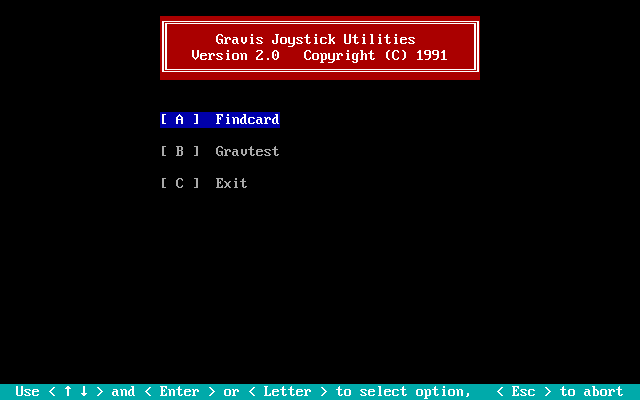 Gravis Joystick Utilities
Version 2.0   Copyright (C) 1991
[ A ]  Findcard
[ B ]  Gravtest
[ C ]  Exit
Use < ↑ ↓ > and < Enter > or < Letter > to select option,   < Esc > to abort